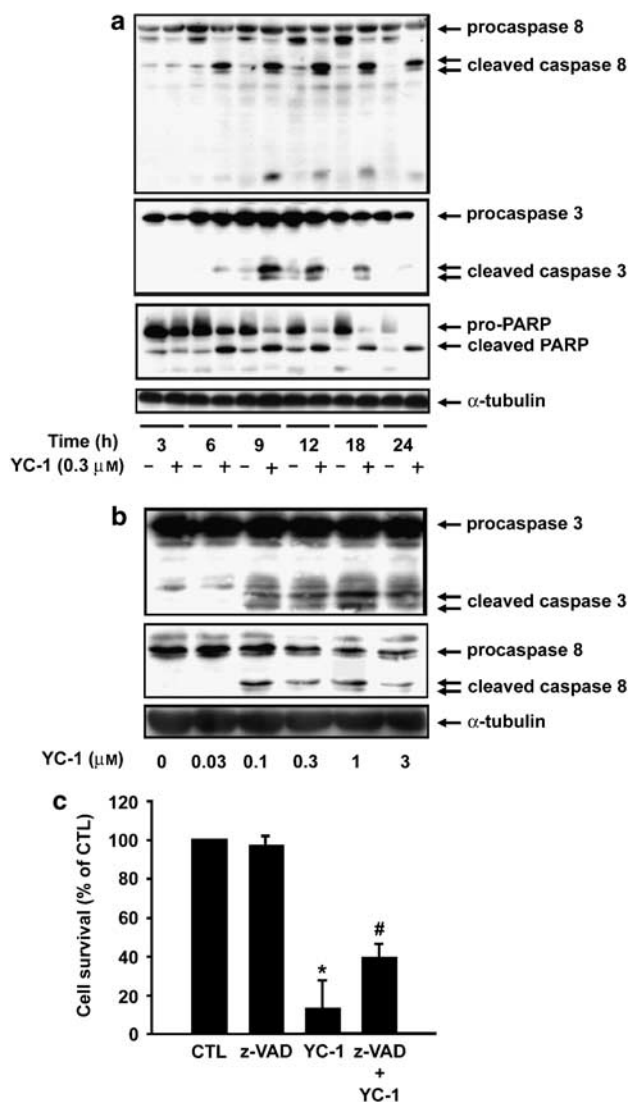 a
procaspase 8
cleaved caspase 8
procaspase 3
cleaved caspase 3
pro-PARP
cleaved PARP
α-tubulin
Time (h) 3 6 9 12 18 24
YC-1 (0.3 μM) – + – + – + – + – + – +
b
procaspase 3
cleaved caspase 3
procaspase 8
cleaved caspase 8
α-tubulin
YC-1 (μM) 0 0.03 0.1 0.3 1 3
c
Cell survival (% of CTL)
120
100
80
60
40
20
0
*
#
CTL z-VAD YC-1 z-VAD
+
YC-1